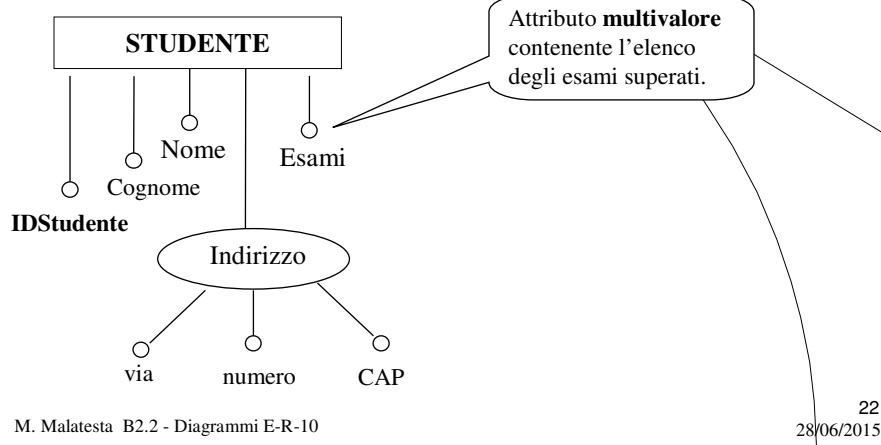 STUDENTE
Attributo multivalore
contenente l'elenco
degli esami superati.
Nome
Esami
Cognome
IDStudente
Indirizzo
via
numero
CAP
M. Malatesta B2.2 - Diagrammi E-R-10
22
28/06/2015